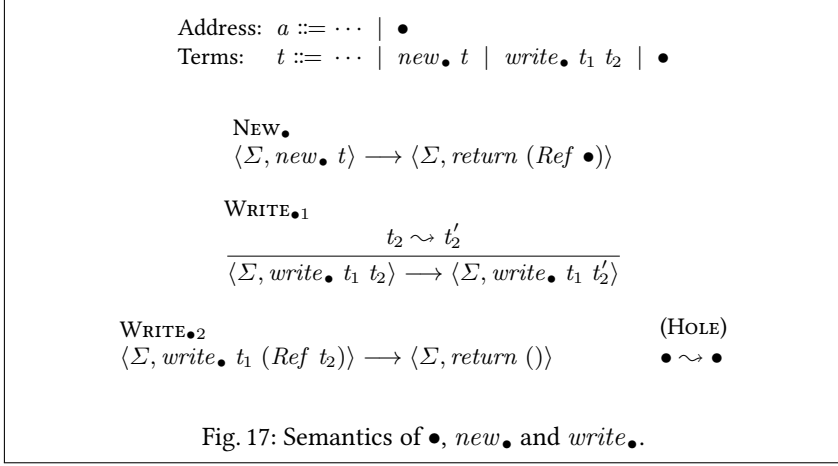 Address: a ::= ⋯ | •
Terms: t ::= ⋯ | new• t | write• t₁ t₂ | •
New•
⟨Σ, new• t⟩ ⟶ ⟨Σ, return (Ref •)⟩
Write•1
t₂ ⇝ t₂′
⟨Σ, write• t₁ t₂⟩ ⟶ ⟨Σ, write• t₁ t₂′⟩
Write•2 (Hole)
⟨Σ, write• t₁ (Ref t₂)⟩ ⟶ ⟨Σ, return ()⟩ • ⇝ •
Fig. 17: Semantics of •, new• and write•.